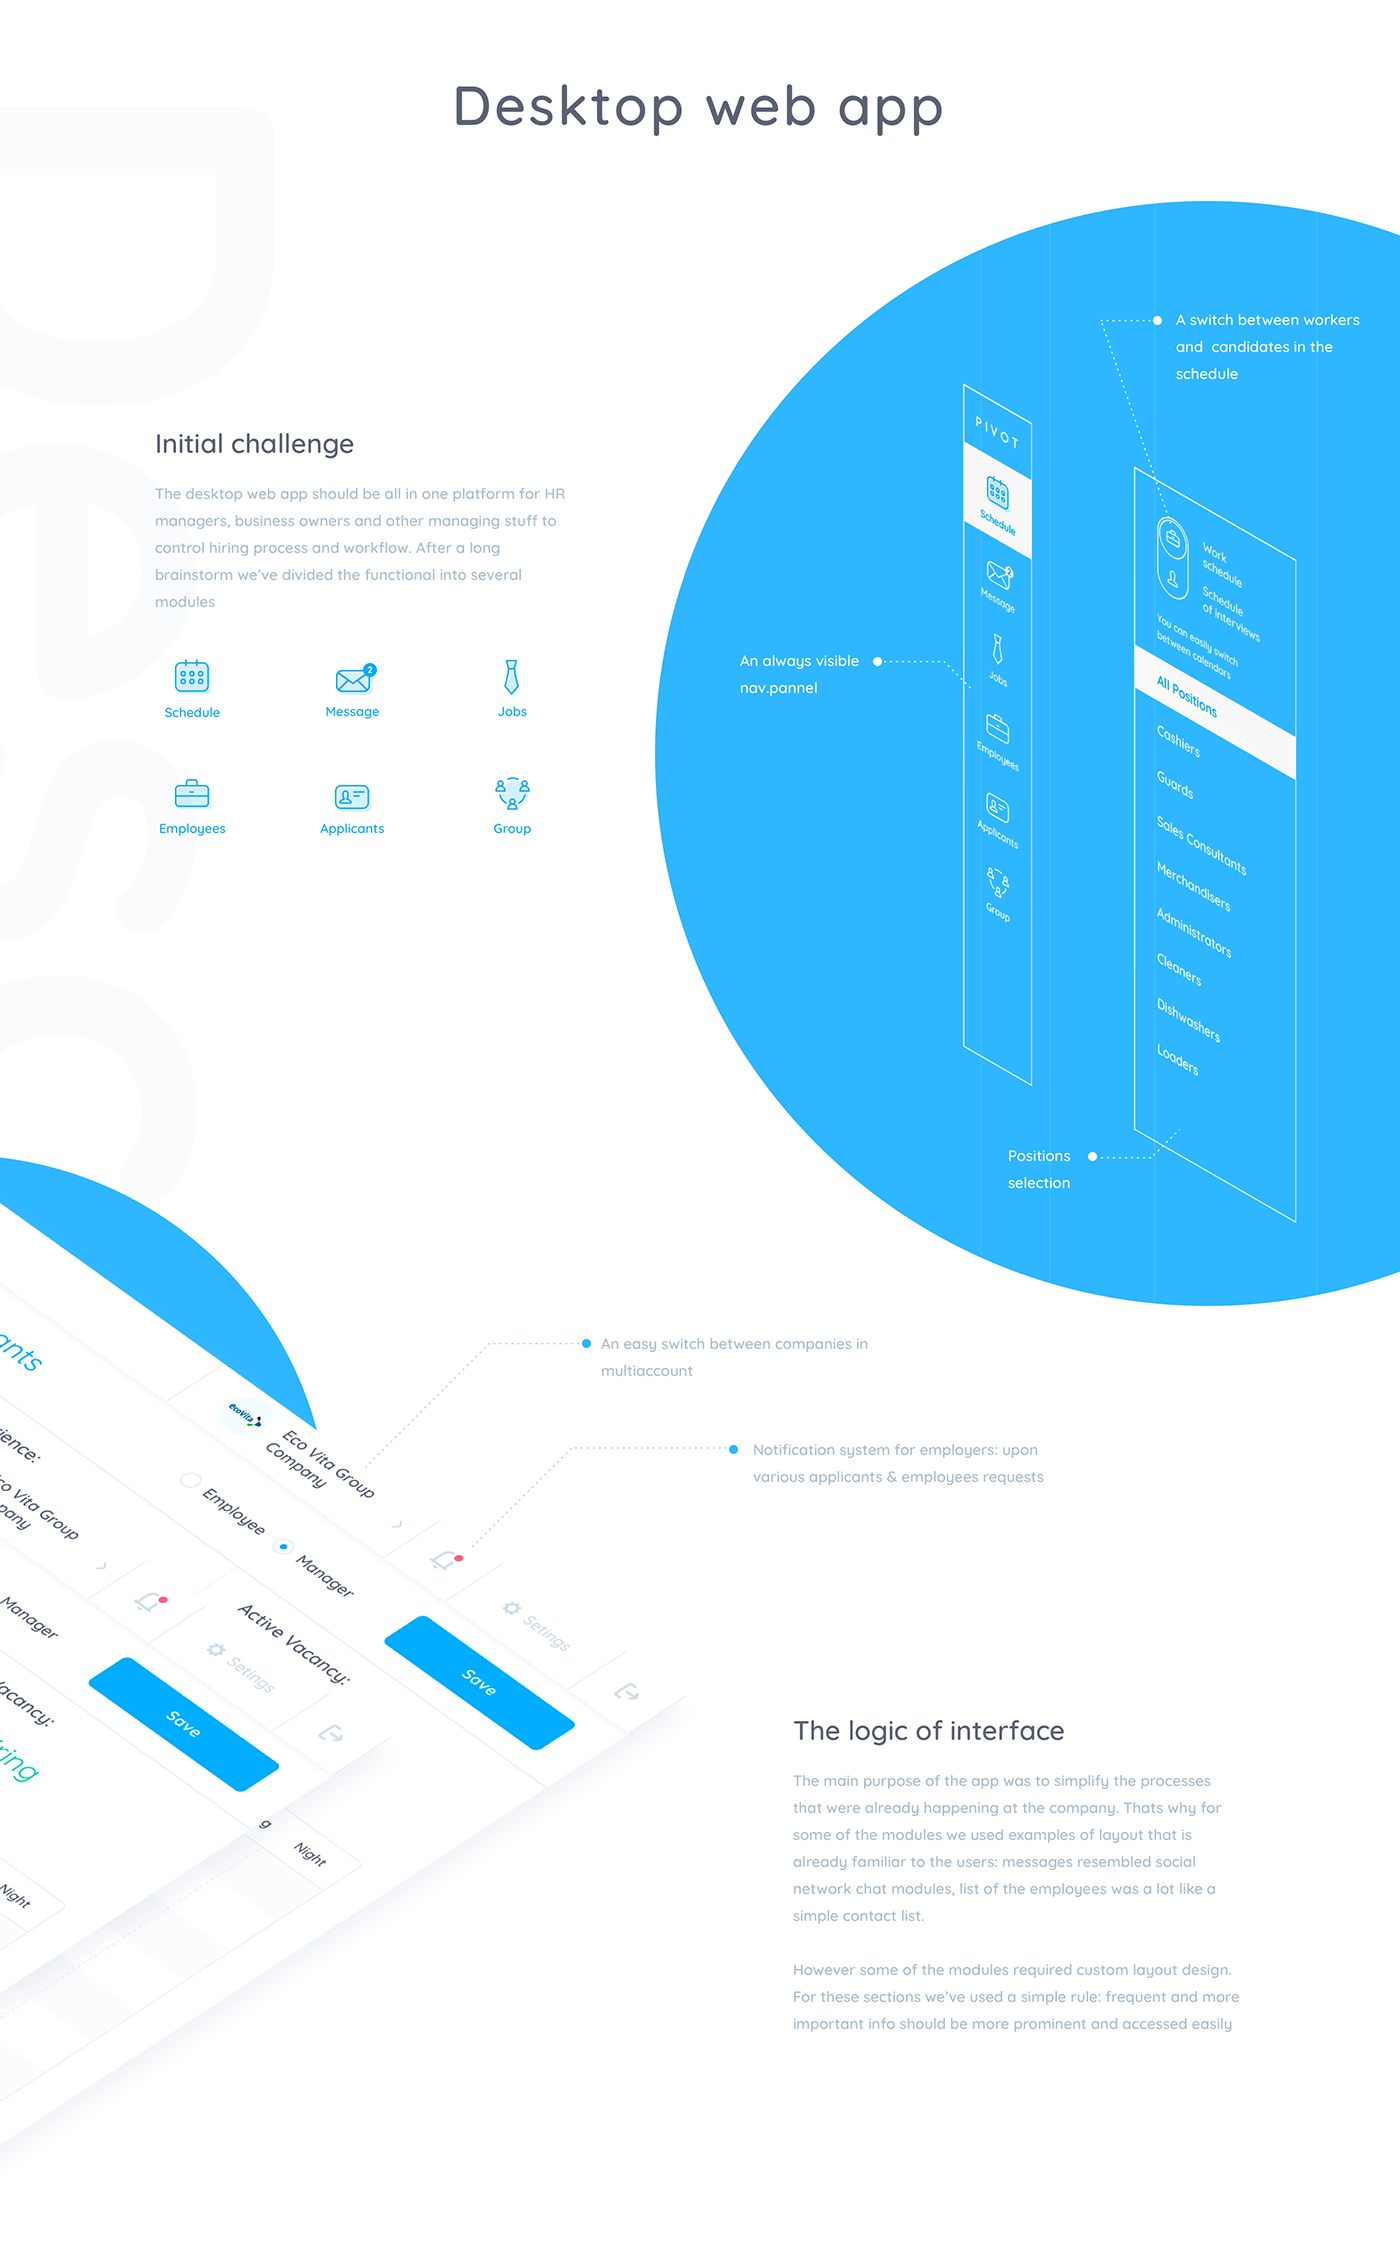 Desktop web app
A switch between workers
and candidates in the
schedule
PIVOT
Schedule
Message
Jobs
Employees
Applicants
Group
Work
schedule
Schedule
of interviews
You can easily switch
between calendars
All Positions
Cashiers
Guards
Sales Consultants
Merchandisers
Administrators
Cleaners
Dishwashers
Loaders
An always visible
nav.pannel
Positions
selection
Initial challenge
The desktop web app should be all in one platform for HR
managers, business owners and other managing stuff to
control hiring process and workflow. After a long
brainstorm we've divided the functional into several
modules
2
Schedule
Message
Jobs
Employees
Applicants
Group
Desc
An easy switch between companies in
multiaccount
Notification system for employers: upon
various applicants & employees requests
ants
ecoVita
Eco Vita Group
Company
rience:
Employee
Manager
Setings
Active Vacancy:
Save
co Vita Group
pany
Manager
Setings
acancy:
Save
ring
g
Night
Night
The logic of interface
The main purpose of the app was to simplify the processes
that were already happening at the company. Thats why for
some of the modules we used examples of layout that is
already familiar to the users: messages resembled social
network chat modules, list of the employees was a lot like a
simple contact list.
However some of the modules required custom layout design.
For these sections we've used a simple rule: frequent and more
important info should be more prominent and accessed easily